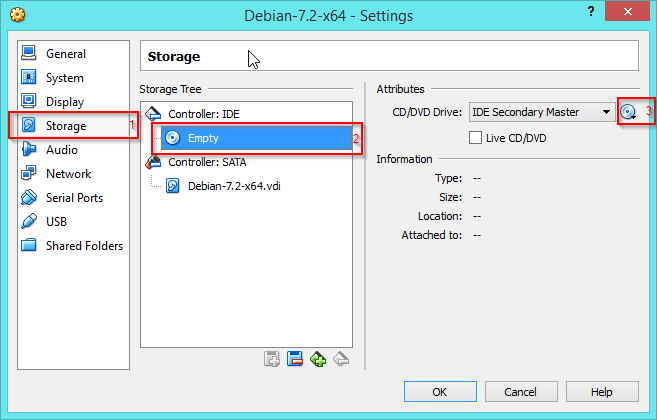 Debian-7.2-x64 - Settings
?
General
System
Display
Storage 1
Audio
Network
Serial Ports
USB
Shared Folders
Storage
Storage Tree
Controller: IDE
Empty 2
Controller: SATA
Debian-7.2-x64.vdi
Attributes
CD/DVD Drive: IDE Secondary Master 3
Live CD/DVD
Information
Type: --
Size: --
Location: --
Attached to: --
OK Cancel Help